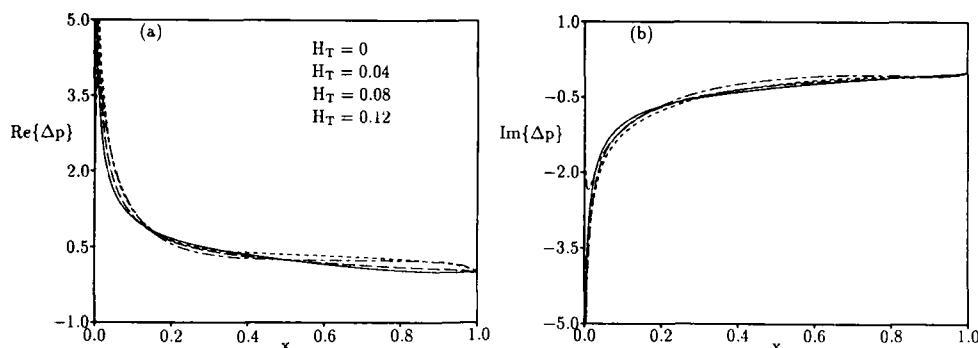 5.0
(a)
H_T = 0
H_T = 0.04
3.5
H_T = 0.08
H_T = 0.12
Re{Δp}
2.0
0.5
-1.0
0.0 0.2 0.4 0.6 0.8 1.0
x
1.0
(b)
-0.5
Im{Δp}
-2.0
-3.5
-5.0
0.0 0.2 0.4 0.6 0.8 1.0
x